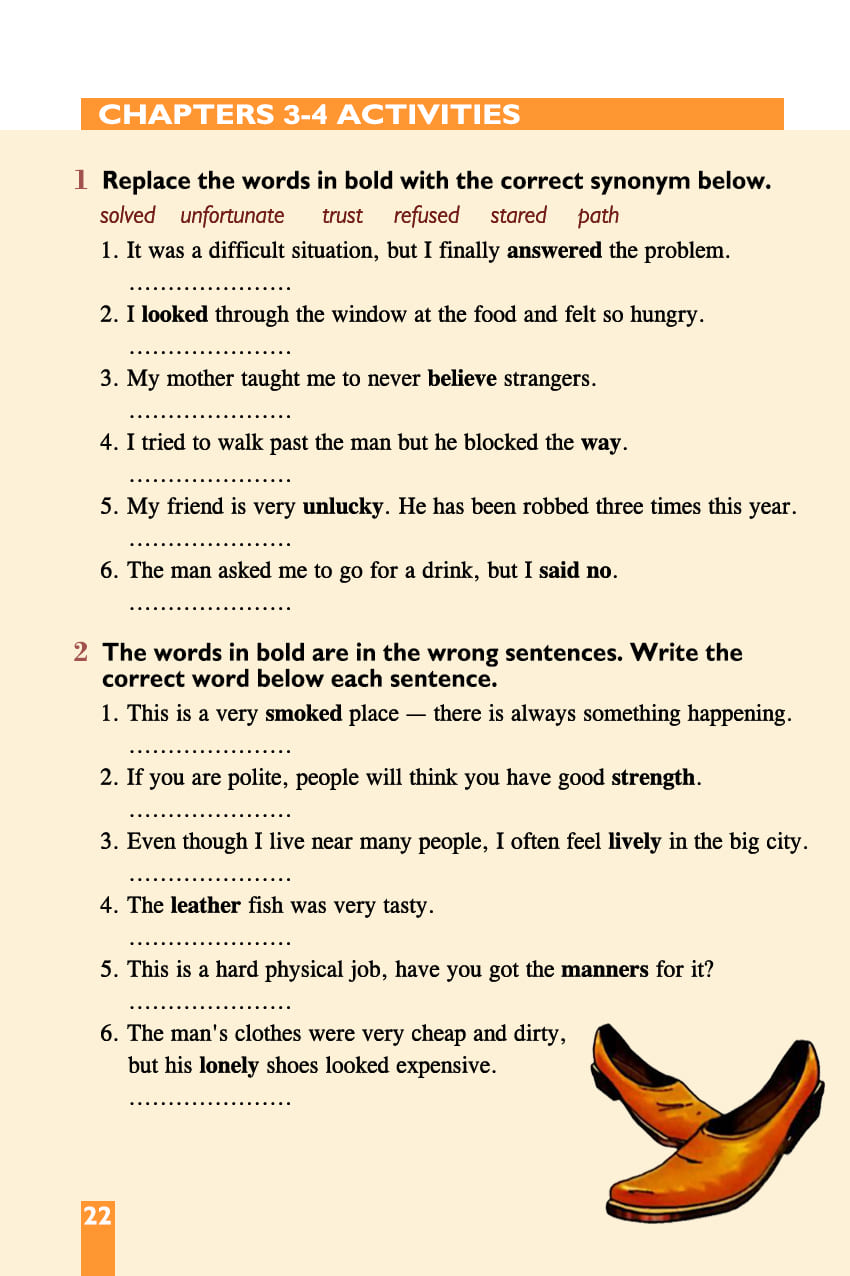 CHAPTERS 3-4 ACTIVITIES
1 Replace the words in bold with the correct synonym below.
solved unfortunate trust refused stared path
1. It was a difficult situation, but I finally answered the problem.
.....................
2. I looked through the window at the food and felt so hungry.
.....................
3. My mother taught me to never believe strangers.
.....................
4. I tried to walk past the man but he blocked the way.
.....................
5. My friend is very unlucky. He has been robbed three times this year.
.....................
6. The man asked me to go for a drink, but I said no.
.....................
2 The words in bold are in the wrong sentences. Write the
correct word below each sentence.
1. This is a very smoked place — there is always something happening.
.....................
2. If you are polite, people will think you have good strength.
.....................
3. Even though I live near many people, I often feel lively in the big city.
.....................
4. The leather fish was very tasty.
.....................
5. This is a hard physical job, have you got the manners for it?
.....................
6. The man's clothes were very cheap and dirty,
but his lonely shoes looked expensive.
.....................
22